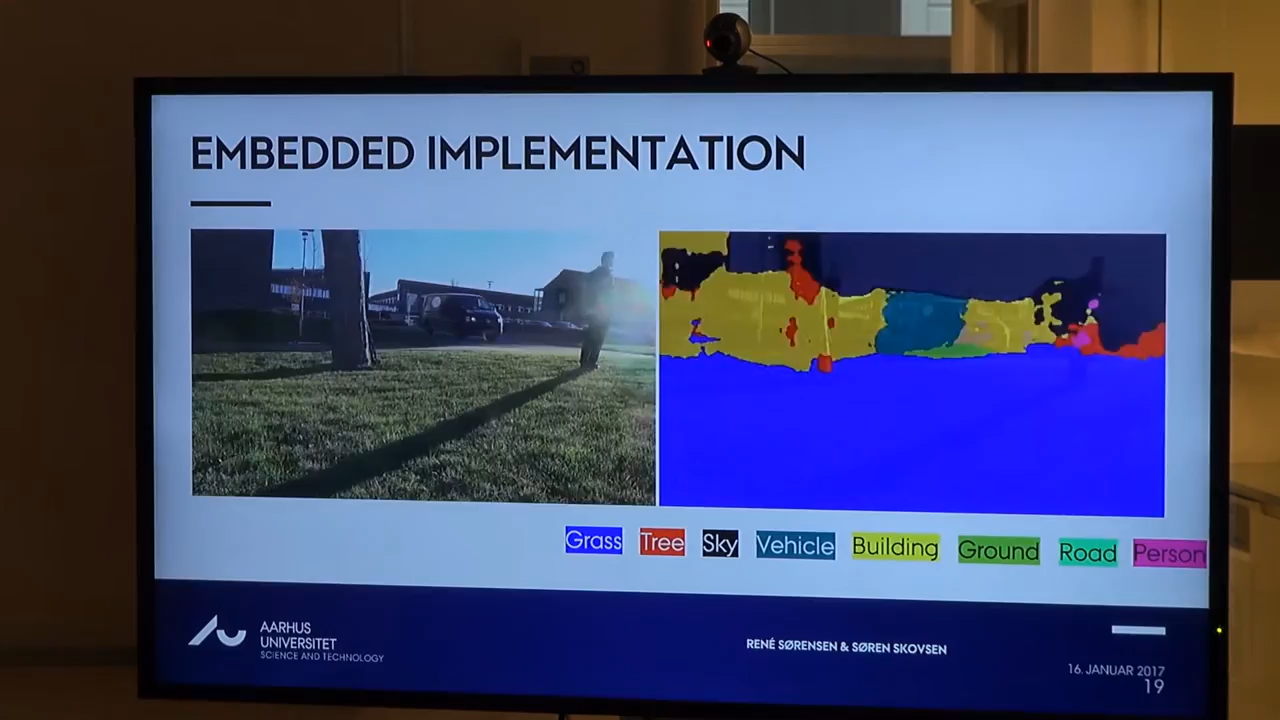 EMBEDDED IMPLEMENTATION
Grass Tree Sky Vehicle Building Ground Road Person
AARHUS
UNIVERSITET
SCIENCE AND TECHNOLOGY
RENÉ SØRENSEN & SØREN SKOVSEN
16. JANUAR 2017
19